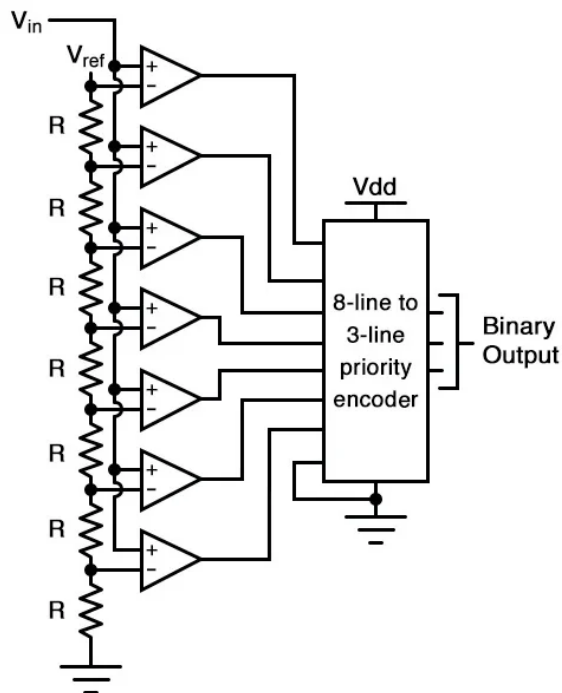 Vin
Vref
+
−
R
+
−
R
+
−
R
+
−
R
+
−
R
+
−
R
+
−
R
Vdd
8-line to
3-line
priority
encoder
Binary
Output